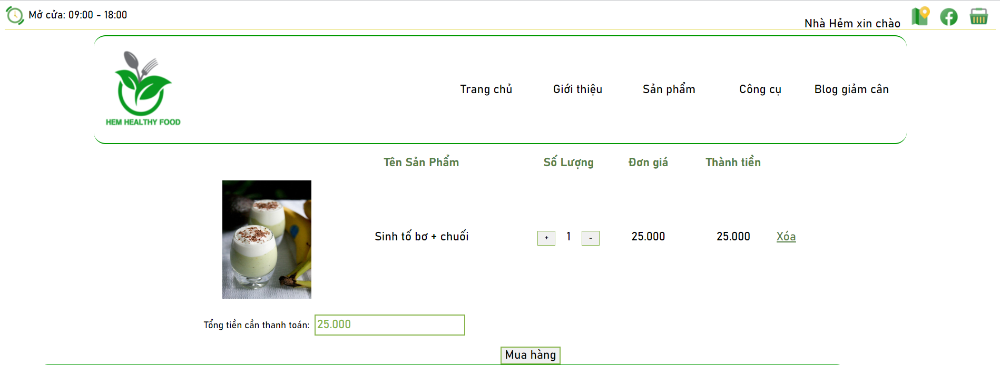 Mở cửa: 09:00 - 18:00
Nhà Hẻm xin chào
HEM HEALTHY FOOD
Trang chủ Giới thiệu Sản phẩm Công cụ Blog giảm cân
Tên Sản Phẩm Số Lượng Đơn giá Thành tiền
Sinh tố bơ + chuối + 1 - 25.000 25.000 Xóa
Tổng tiền cần thanh toán: 25.000
Mua hàng